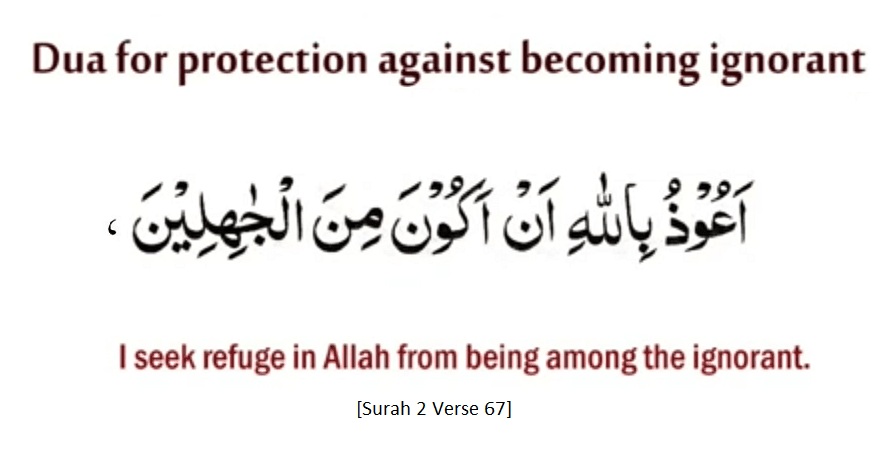 Dua for protection against becoming ignorant
اَعُوْذُ بِاللّٰهِ اَنْ اَكُوْنَ مِنَ الْجٰهِلِيْنَ ،
I seek refuge in Allah from being among the ignorant.
[Surah 2 Verse 67]